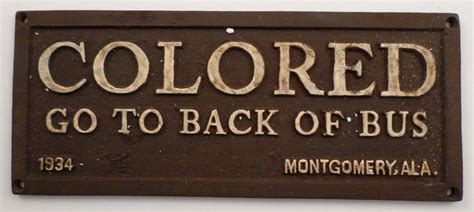 COLORED
GO TO BACK OF BUS
1934 MONTGOMERY, ALA.